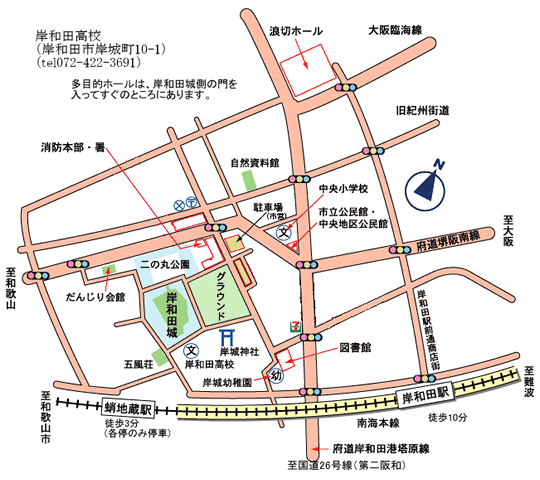 岸和田高校
(岸和田市岸城町10-1)
(tel072-422-3691)
多目的ホールは、岸和田城側の門を
入ってすぐのところにあります。
浪切ホール
大阪臨海線
旧紀州街道
消防本部・署
自然資料館
N
駐車場
(市営)
中央小学校
文
市立公民館・
中央地区公民館
至大阪
府道堺阪南線
至和歌山
だんじり会館
二の丸公園
グラウンド
岸和田城
岸和田駅前通商店街
五風荘
文
岸和田高校
岸城神社
図書館
岸城幼稚園
幼
至和歌山市
蛸地蔵駅
徒歩3分
(各停のみ停車)
南海本線
岸和田駅
徒歩10分
至難波
府道岸和田港塔原線
至国道26号線(第二阪和)